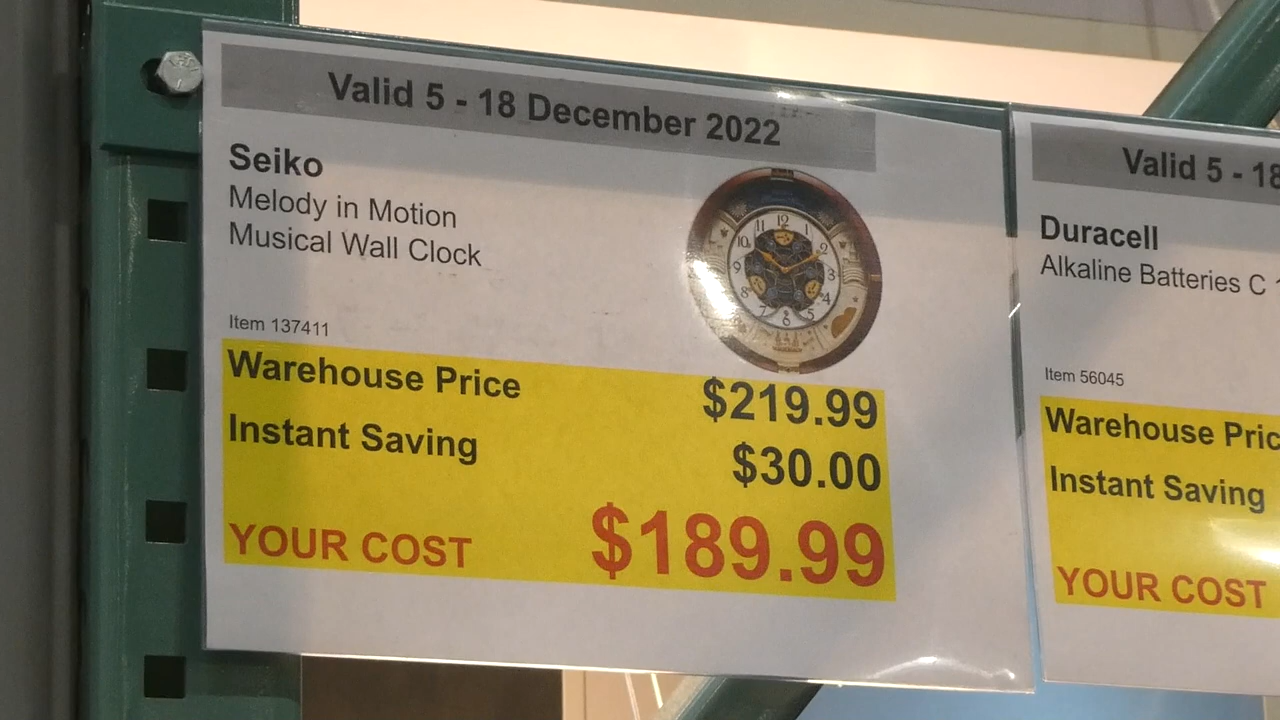 Valid 5 - 18 December 2022
Seiko
Melody in Motion
Musical Wall Clock
Item 137411
Warehouse Price $219.99
Instant Saving $30.00
YOUR COST $189.99
Valid 5 - 18
Duracell
Alkaline Batteries C
Item 56045
Warehouse Pric
Instant Saving
YOUR COST